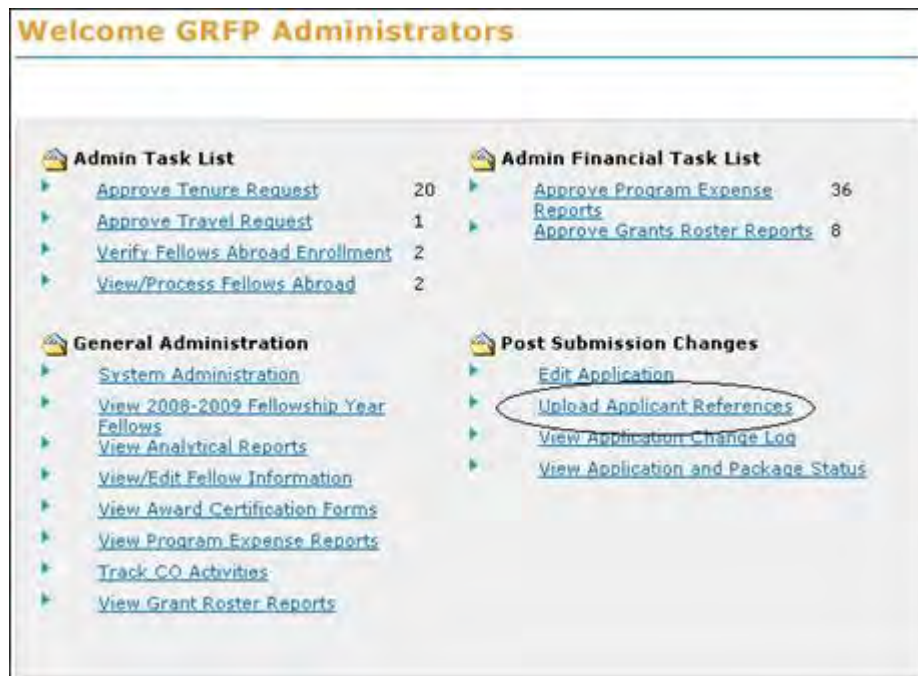 Welcome GRFP Administrators
Admin Task List
Approve Tenure Request 20
Approve Travel Request 1
Verify Fellows Abroad Enrollment 2
View/Process Fellows Abroad 2
Admin Financial Task List
Approve Program Expense 36
Reports
Approve Grants Roster Reports 8
General Administration
System Administration
View 2008-2009 Fellowship Year
Fellows
View Analytical Reports
View/Edit Fellow Information
View Award Certification Forms
View Program Expense Reports
Track CO Activities
View Grant Roster Reports
Post Submission Changes
Edit Application
Upload Applicant References
View Application Change Log
View Application and Package Status